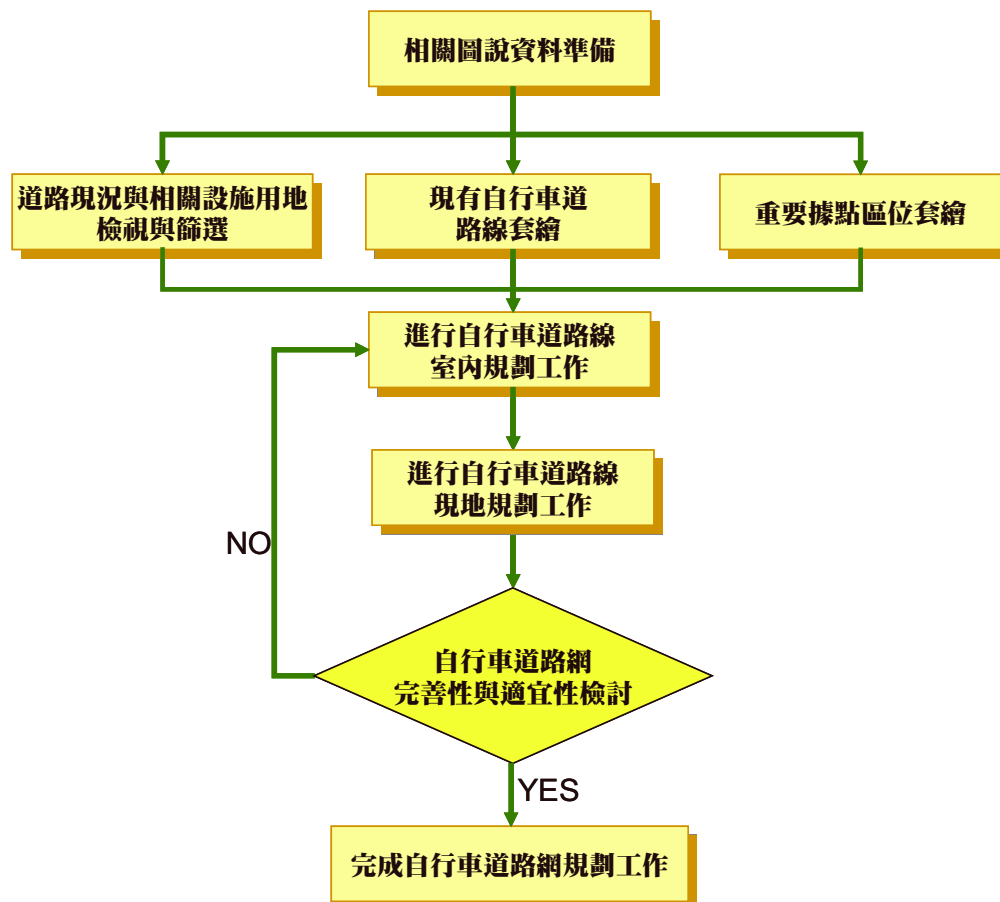 相關圖說資料準備
道路現況與相關設施用地
檢視與篩選
現有自行車道
路線套繪
重要據點區位套繪
進行自行車道路線
室內規劃工作
進行自行車道路線
現地規劃工作
NO
自行車道路網
完善性與適宜性檢討
YES
完成自行車道路網規劃工作